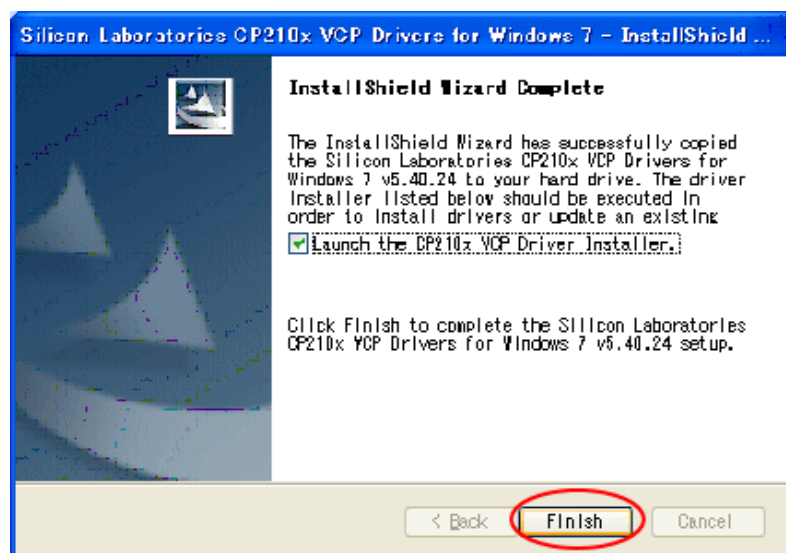 Silicon Laboratories CP210x VCP Drivers for Windows 7 - InstallShield ...
InstallShield Wizard Complete
The InstallShield Wizard has successfully copied
the Silicon Laboratories CP210x VCP Drivers for
Windows 7 v5.40.24 to your hard drive. The driver
installer listed below should be executed in
order to install drivers or update an existing
Launch the CP210x VCP Driver Installer.
Click Finish to complete the Silicon Laboratories
CP210x VCP Drivers for Windows 7 v5.40.24 setup.
< Back
Finish
Cancel